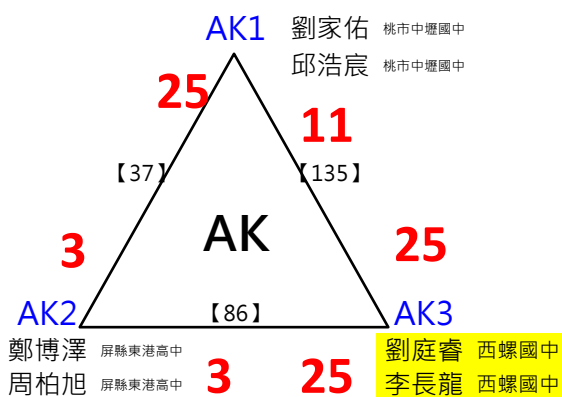 AK1 劉家佑 桃市中壢國中
邱浩宸 桃市中壢國中
25
11
【37】
【135】
AK
3
25
AK2
【86】
AK3
鄭博澤 屏縣東港高中
周柏旭 屏縣東港高中
3
25
劉庭睿 西螺國中
李長龍 西螺國中